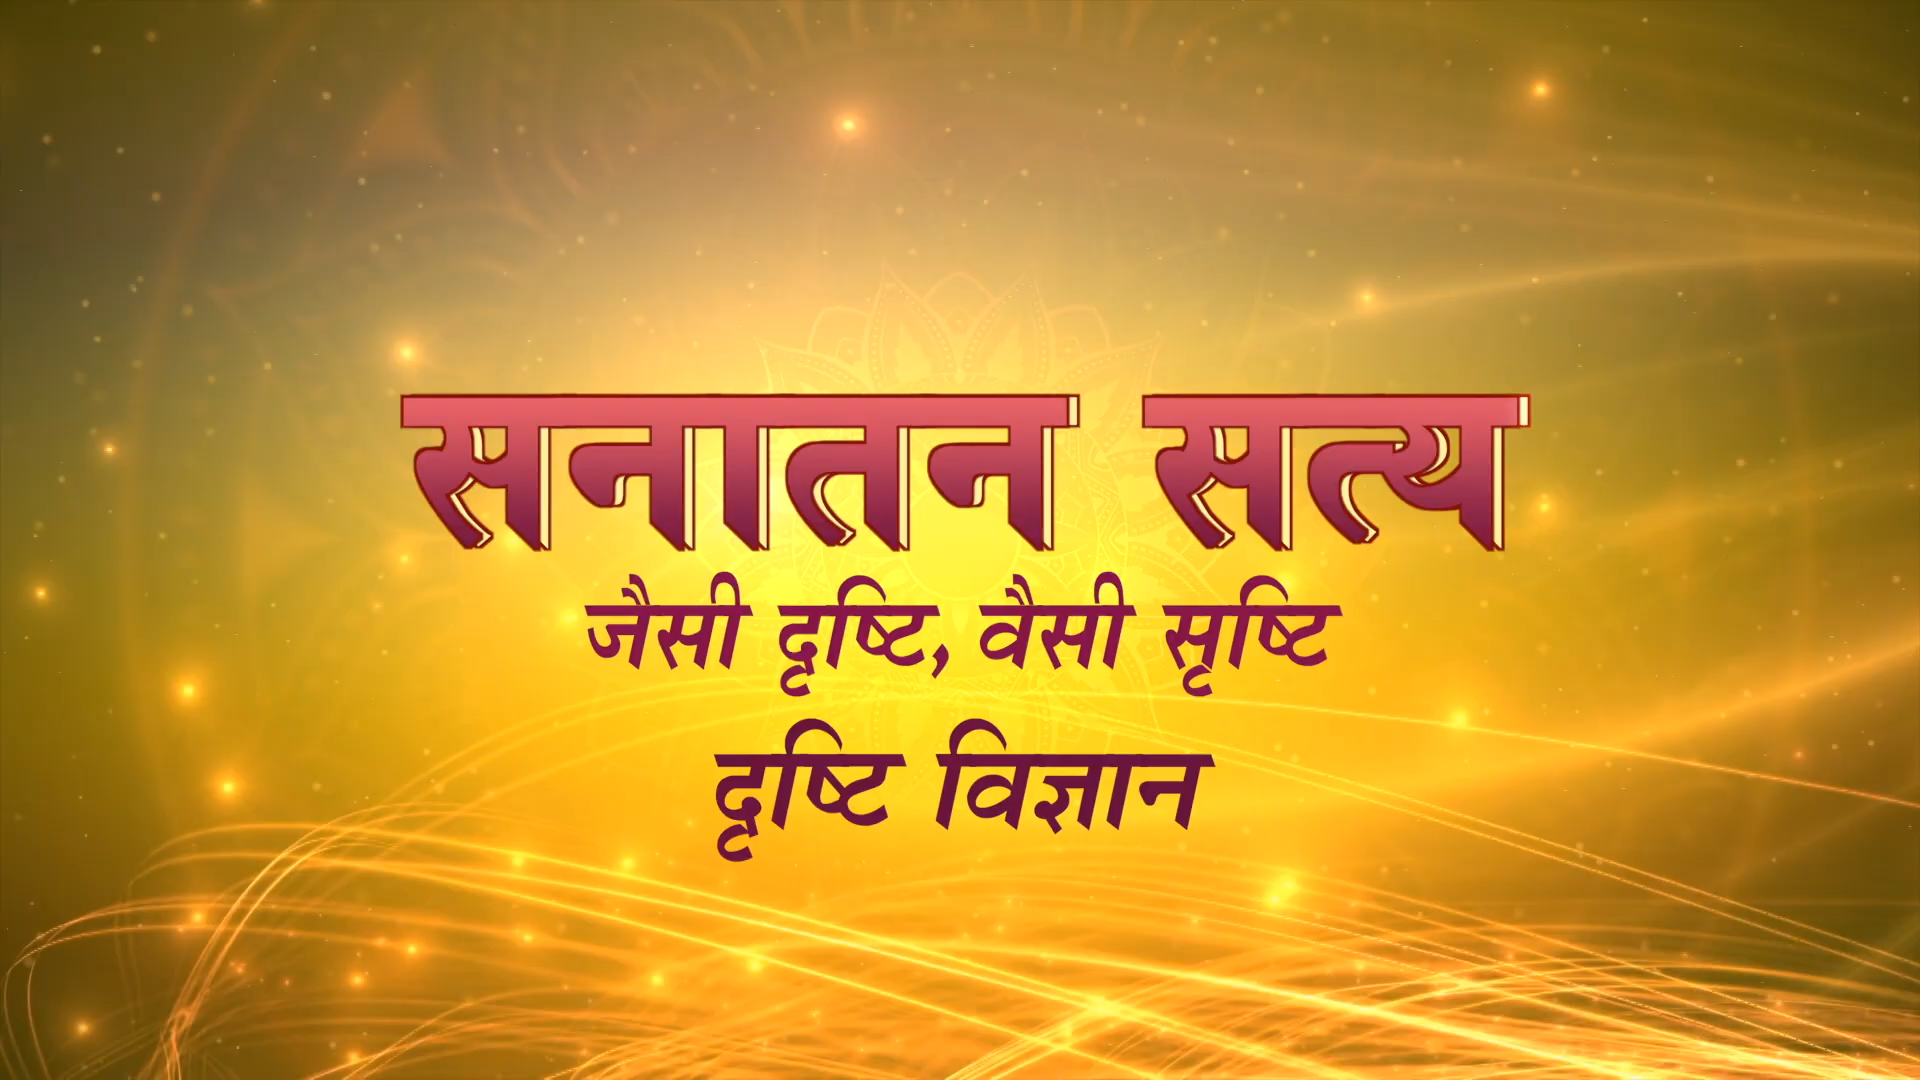 सनातन सत्य
जैसी दृष्टि, वैसी सृष्टि
दृष्टि विज्ञान